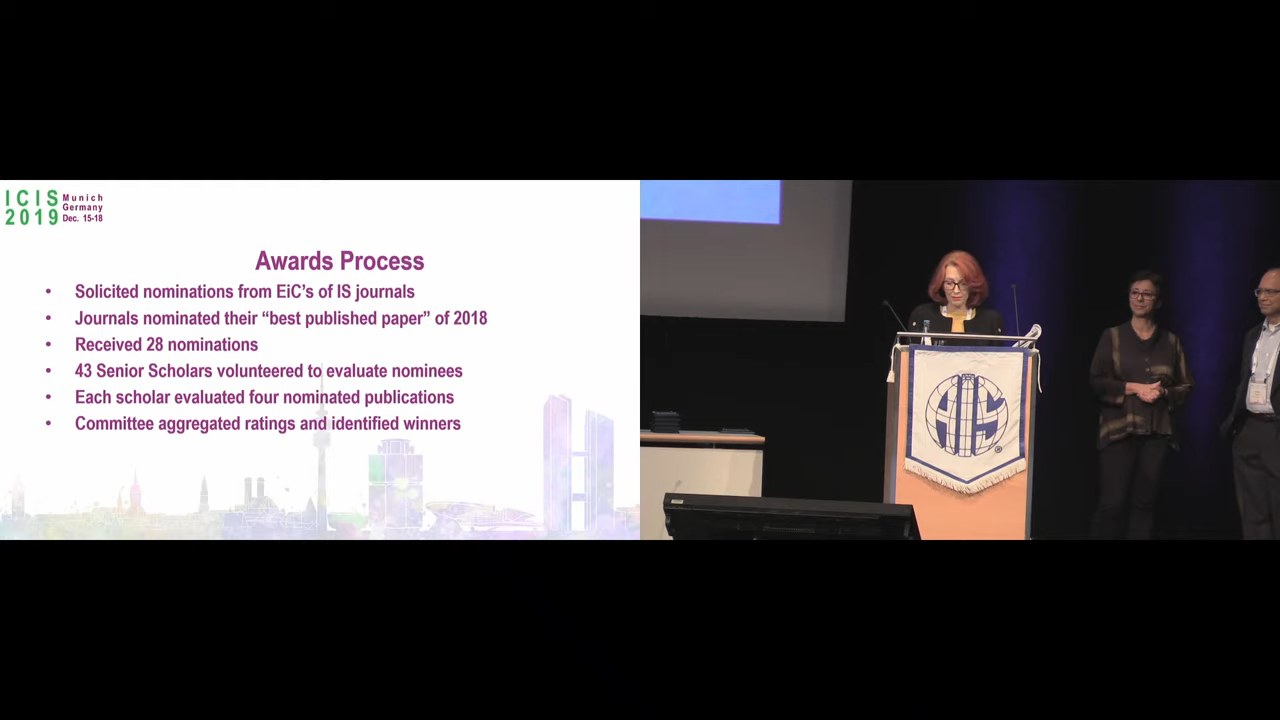 ICIS
2019
Munich
Germany
Dec. 15-18
Awards Process
• Solicited nominations from EiC's of IS journals
• Journals nominated their “best published paper” of 2018
• Received 28 nominations
• 43 Senior Scholars volunteered to evaluate nominees
• Each scholar evaluated four nominated publications
• Committee aggregated ratings and identified winners
AIS
®